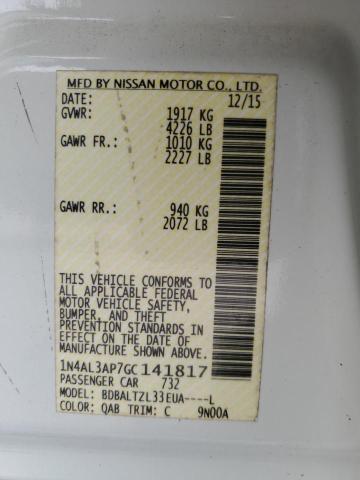 MFD BY NISSAN MOTOR CO., LTD.
DATE: 12/15
GVWR: 1917 KG
4226 LB
GAWR FR.: 1010 KG
2227 LB
GAWR RR.: 940 KG
2072 LB
THIS VEHICLE CONFORMS TO
ALL APPLICABLE FEDERAL
MOTOR VEHICLE SAFETY,
BUMPER, AND THEFT
PREVENTION STANDARDS IN
EFFECT ON THE DATE OF
MANUFACTURE SHOWN ABOVE.
1N4AL3AP7GC141817
PASSENGER CAR 732
MODEL: BDBALTZL33EUA----L
COLOR: QAB TRIM: C 9N00A